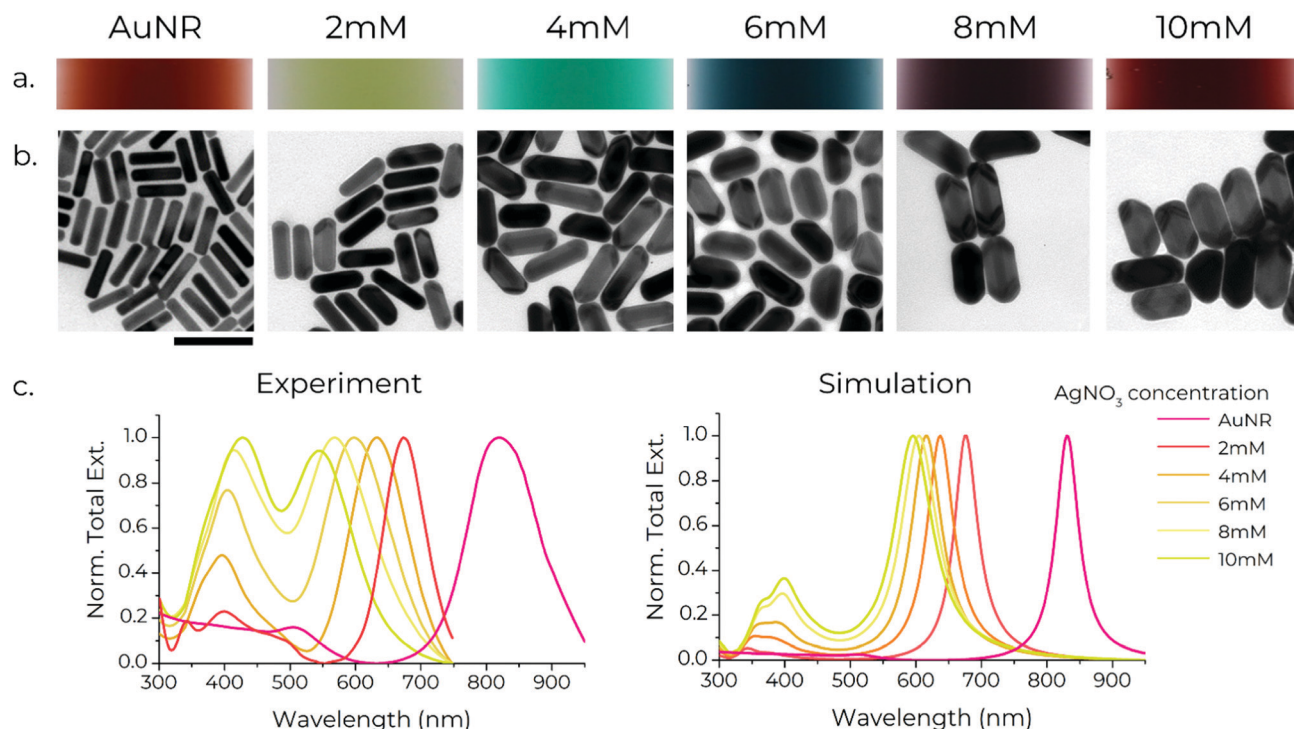 AuNR 2mM 4mM 6mM 8mM 10mM
a.
b.
c.
Experiment
Norm. Total Ext.
1.0
0.8
0.6
0.4
0.2
0.0
300 400 500 600 700 800 900
Wavelength (nm)
Simulation
Norm. Total Ext.
1.0
0.8
0.6
0.4
0.2
0.0
300 400 500 600 700 800 900
Wavelength (nm)
AgNO₃ concentration
AuNR
2mM
4mM
6mM
8mM
10mM